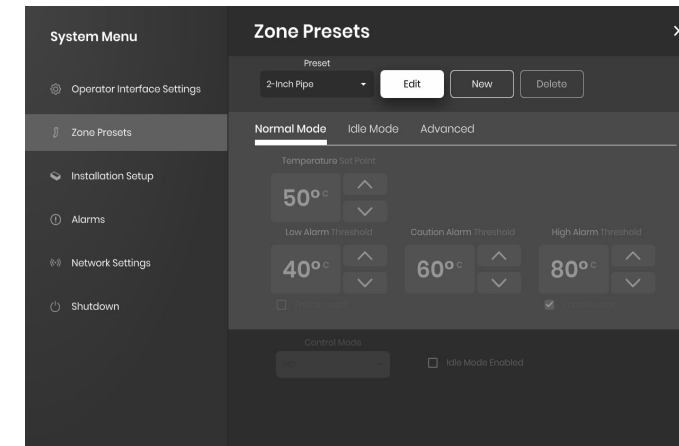 System Menu
Operator Interface Settings
Zone Presets
Installation Setup
Alarms
Network Settings
Shutdown
Zone Presets
Preset
2-Inch Pipe
Edit
New
Delete
Normal Mode Idle Mode Advanced
Temperature Set Point
50° C
Low Alarm Threshold Caution Alarm Threshold High Alarm Threshold
40° C 60° C 80° C
Control Mode
Idle Mode Enabled